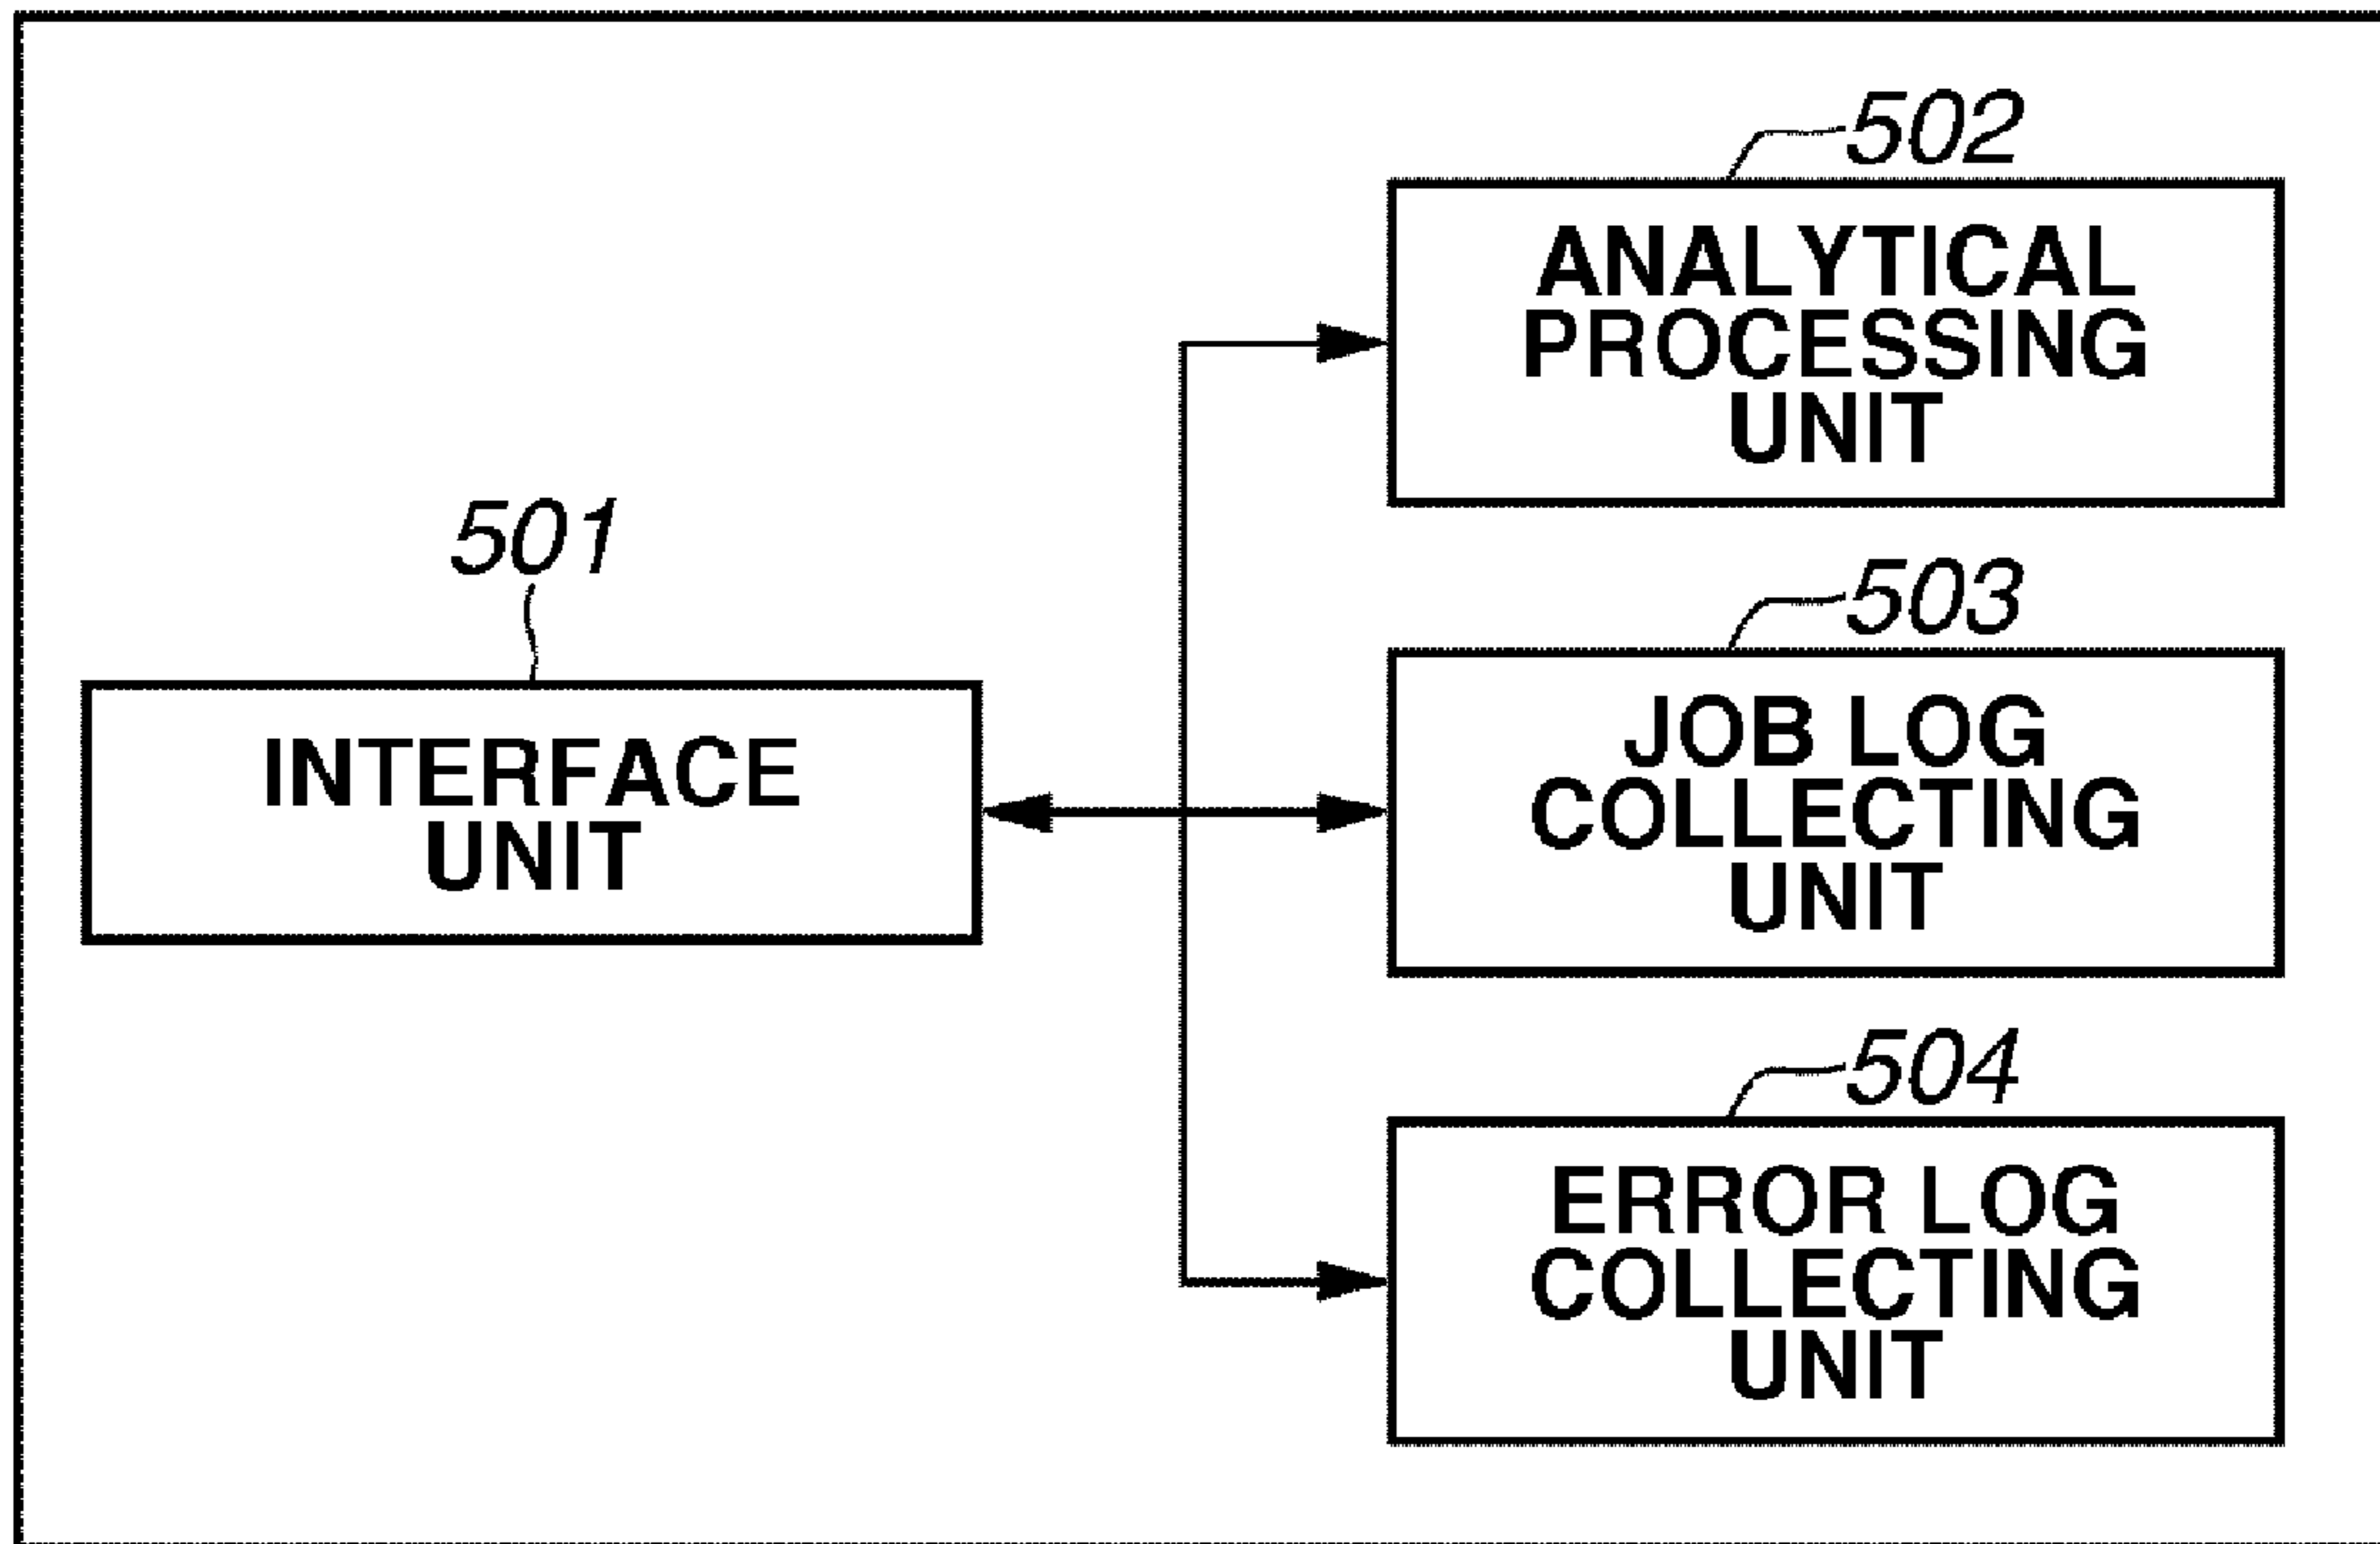 502
ANALYTICAL
PROCESSING
UNIT
501
INTERFACE
UNIT
503
JOB LOG
COLLECTING
UNIT
504
ERROR LOG
COLLECTING
UNIT